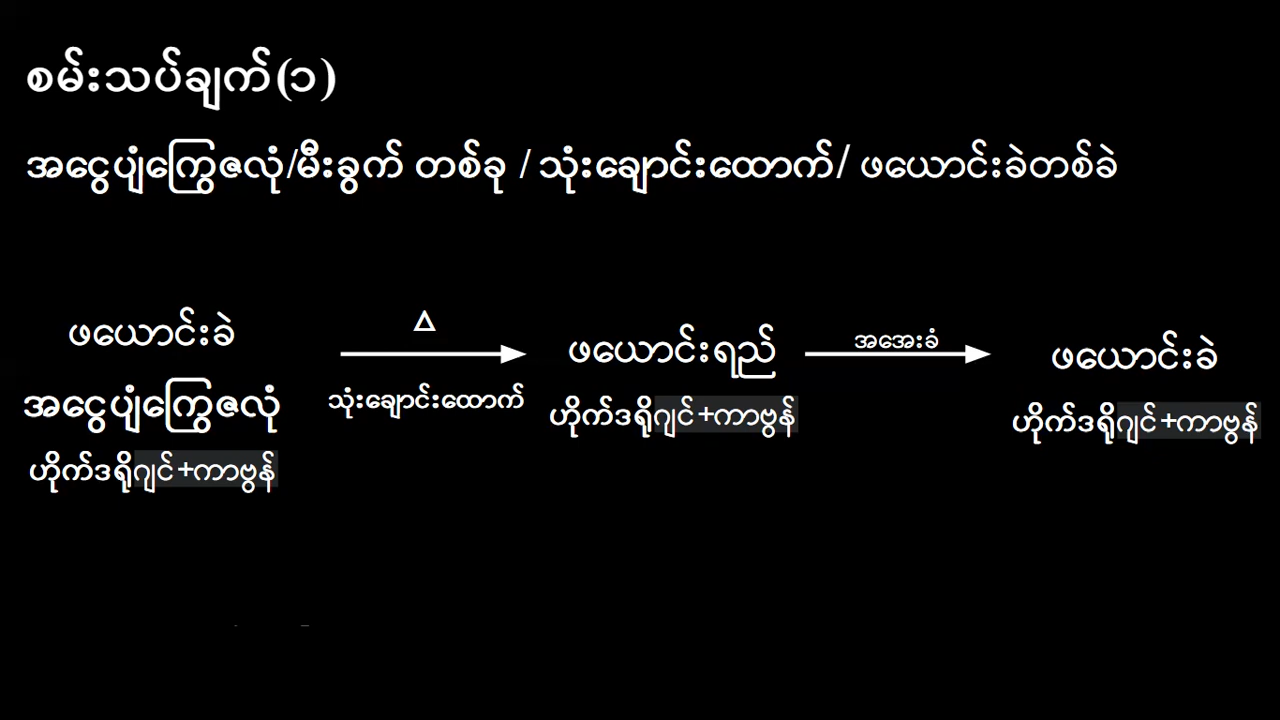 စမ်းသပ်ချက်(၁)
အငွေပျံကြွေဇလုံ/မီးခွက် တစ်ခု / သုံးချောင်းထောက်/ ဖယောင်းခဲတစ်ခဲ
ဖယောင်းခဲ
အငွေပျံကြွေဇလုံ
ဟိုက်ဒရိုဂျင်+ကာဗွန်
Δ
သုံးချောင်းထောက်
ဖယောင်းရည်
ဟိုက်ဒရိုဂျင်+ကာဗွန်
အအေးခံ
ဖယောင်းခဲ
ဟိုက်ဒရိုဂျင်+ကာဗွန်